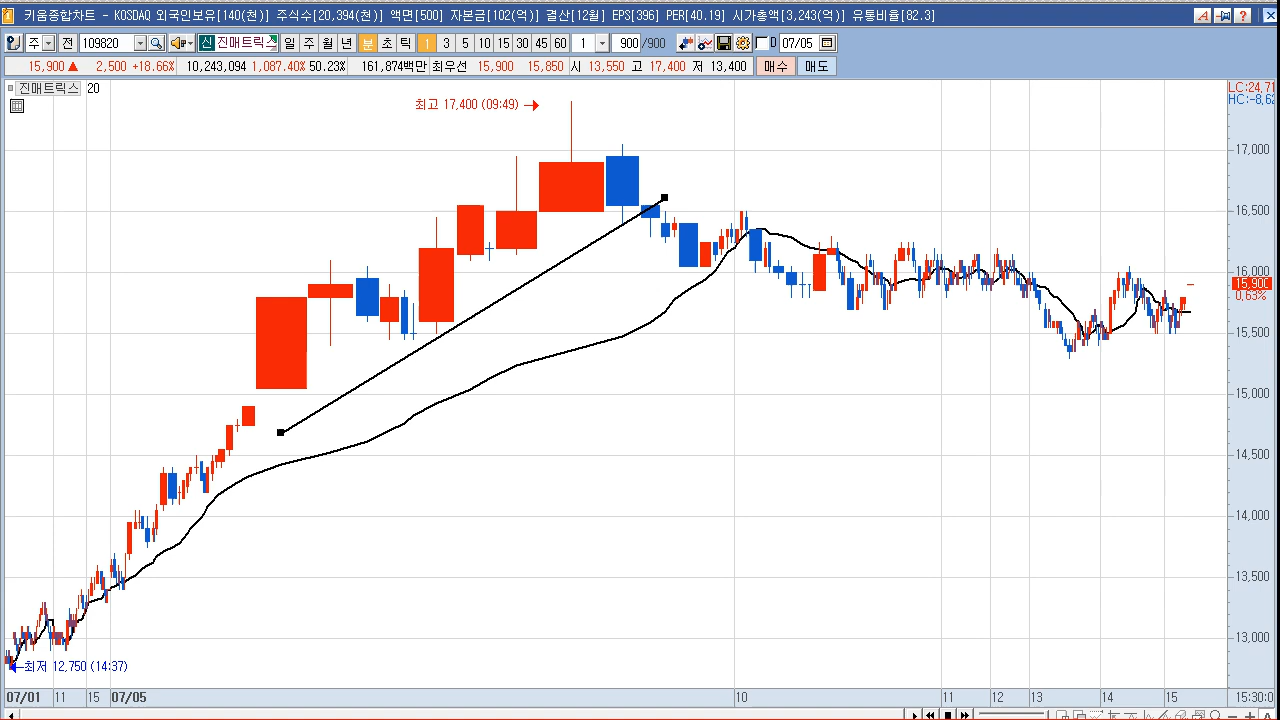 키움종합차트 - KOSDAQ 외국인보유[140(천)] 주식수[20,394(천)] 액면[500] 자본금[102(억)] 결산[12월] EPS[396] PER[40.19] 시가총액[3,243(억)] 유통비율[82.3]
주 전 109820 신 진매트릭스 일 주 월 년 분 초 틱 1 3 5 10 15 30 45 60 1 900 /900 D 07/05
15,900 ▲ 2,500 +18.66% 10,243,094 1,087.40% 50.23% 161,874백만 최우선 15,900 15,850 시 13,550 고 17,400 저 13,400 매수 매도
진매트릭스 20
LC:24,71
HC:-8,62
최고 17,400 (09:49)
17,000
16,500
16,000
15,900
0,63%
15,500
15,000
14,500
14,000
13,500
13,000
최저 12,750 (14:37)
07/01 11 15 07/05 10 11 12 13 14 15 15:30:0